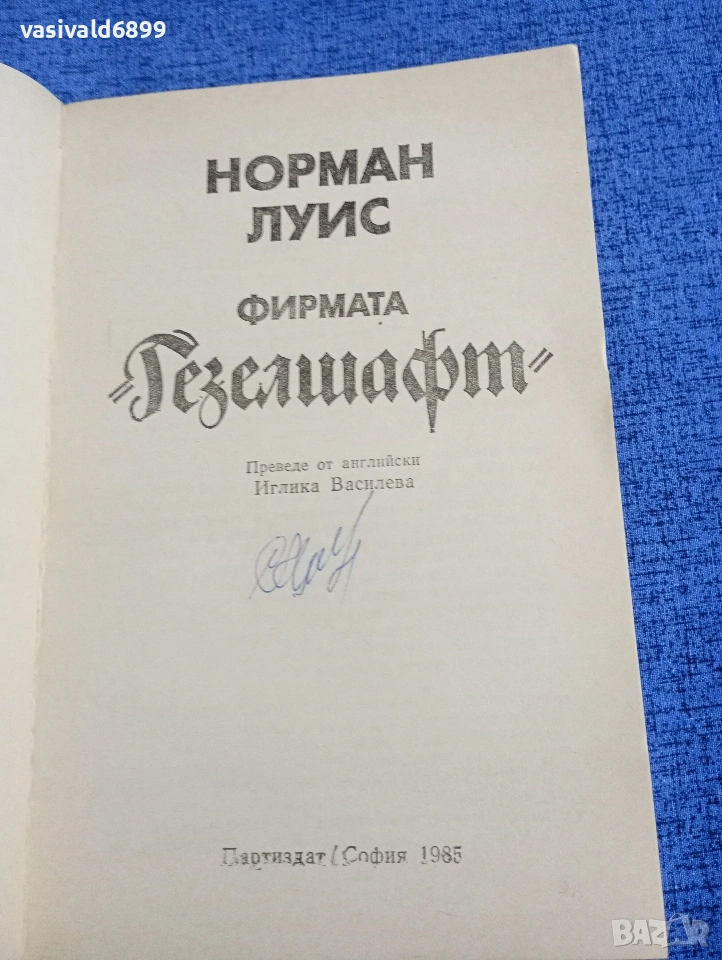 vasivald6899
НОРМАН
ЛУИС
ФИРМАТА
„Гезелшафт"
Преведе от английски
Иглика Василева
Партиздат / София 1985
BAZAR